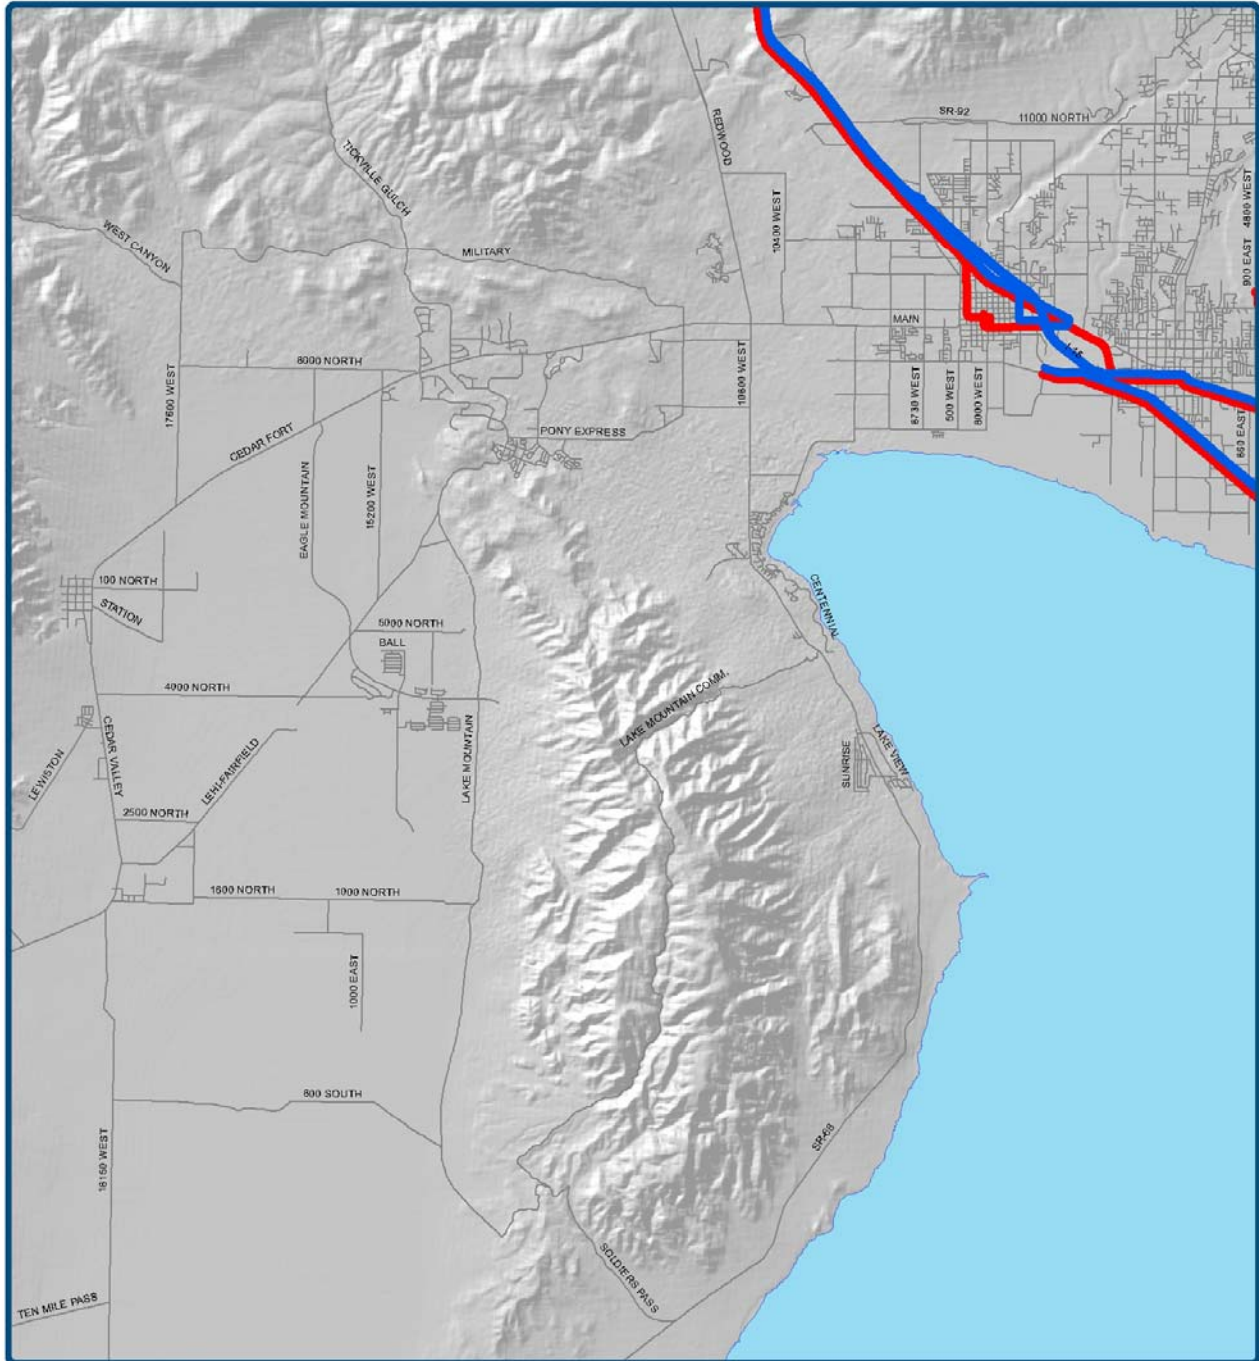 SR-92
11000 NORTH
REDWOOD
TICKVILLE GULCH
4800 WEST
900 EAST
10400 WEST
WEST CANYON
MILITARY
MAIN
I-15
8000 NORTH
17600 WEST
10800 WEST
6730 WEST
500 WEST
8000 WEST
650 EAST
CEDAR FORT
PONY EXPRESS
EAGLE MOUNTAIN
15200 WEST
100 NORTH
STATION
CENTENNIAL
5000 NORTH
BALL
4000 NORTH
LAKE MOUNTAIN COMM.
CEDAR VALLEY
LEWISTON
LEHI-FAIRFIELD
LAKE MOUNTAIN
SUNRISE
LAKE VIEW
2500 NORTH
1600 NORTH
1000 NORTH
1000 EAST
800 SOUTH
18150 WEST
SR-68
SOLDIERS PASS
TEN MILE PASS